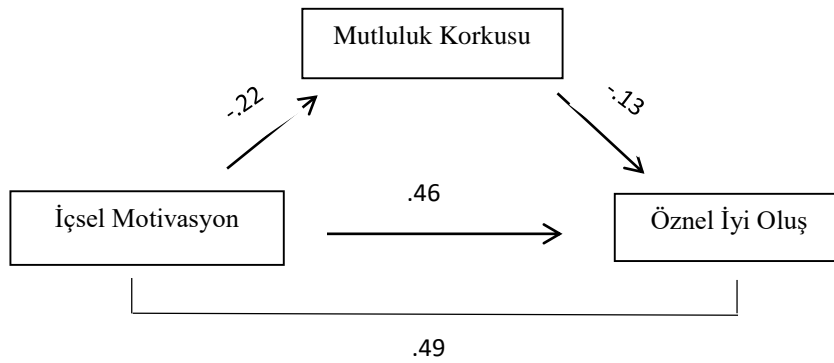 Mutluluk Korkusu
-.22
-.13
İçsel Motivasyon
.46
Öznel İyi Oluş
.49